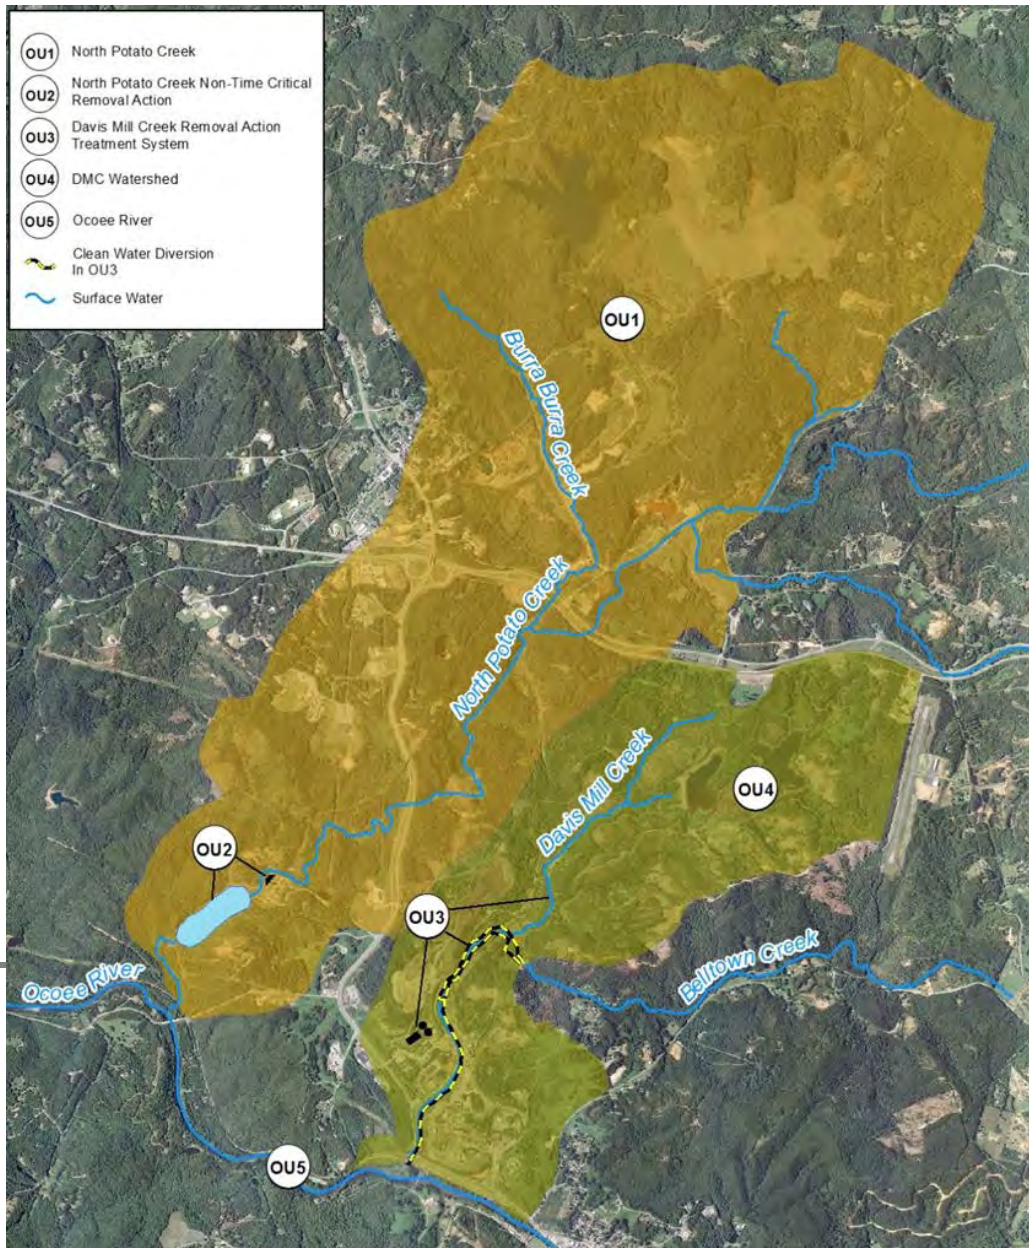 OU1 North Potato Creek
OU2 North Potato Creek Non-Time Critical
Removal Action
OU3 Davis Mill Creek Removal Action
Treatment System
OU4 DMC Watershed
OU5 Ocoee River
Clean Water Diversion
In OU3
Surface Water
OU1
Burra Burra Creek
North Potato Creek
Davis Mill Creek
OU4
OU2
OU3
Belltown Creek
Ocoee River
OU5